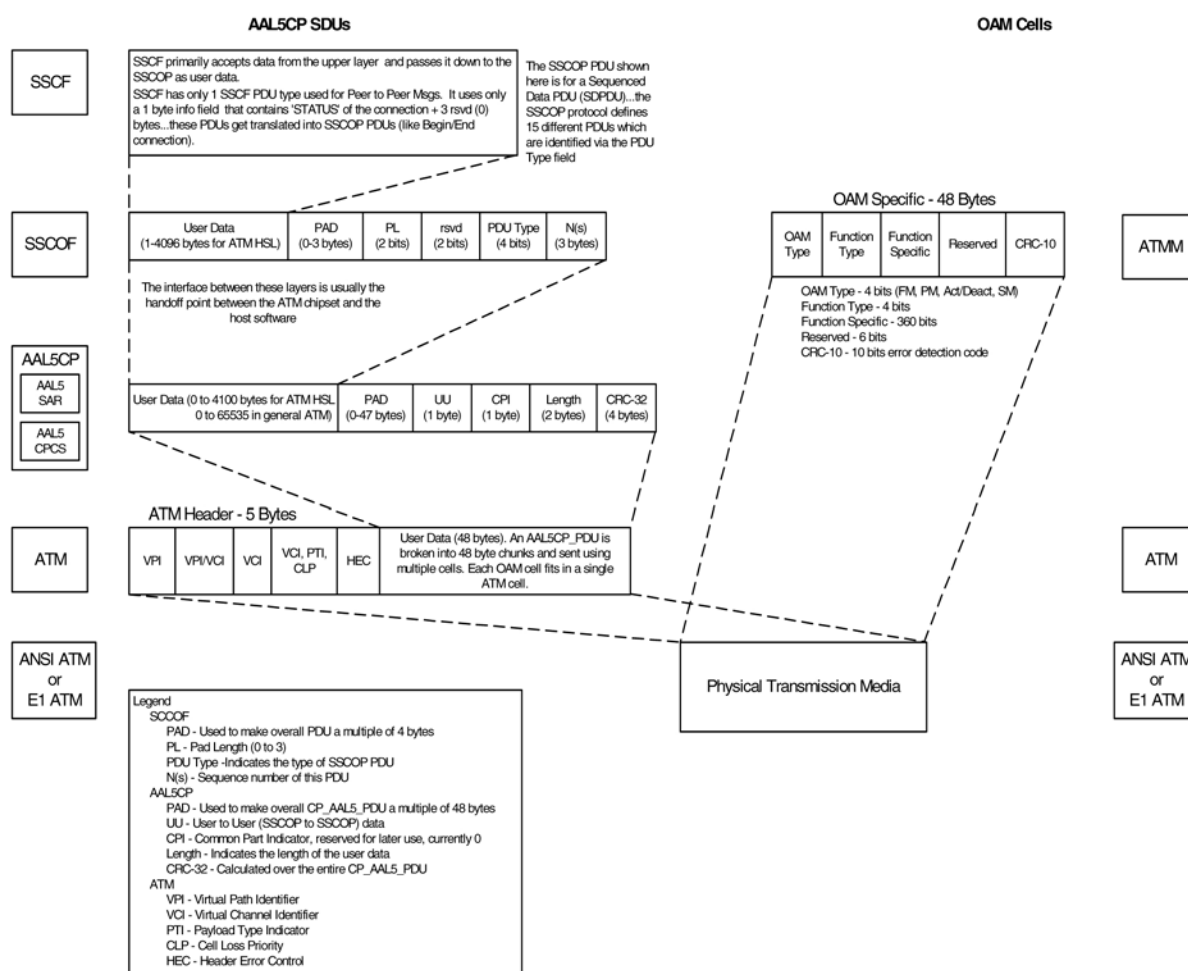 AAL5CP SDUs
OAM Cells
SSCF
SSCF primarily accepts data from the upper layer and passes it down to the
SSCOP as user data.
SSCF has only 1 SSCF PDU type used for Peer to Peer Msgs. It uses only
a 1 byte info field that contains 'STATUS' of the connection + 3 rsvd (0)
bytes...these PDUs get translated into SSCOP PDUs (like Begin/End
connection).
The SSCOP PDU shown
here is for a Sequenced
Data PDU (SDPDU)...the
SSCOP protocol defines
15 different PDUs which
are identified via the PDU
Type field
SSCOF
User Data
(1-4096 bytes for ATM HSL)
PAD
(0-3 bytes)
PL
(2 bits)
rsvd
(2 bits)
PDU Type
(4 bits)
N(s)
(3 bytes)
OAM Specific - 48 Bytes
OAM
Type
Function
Type
Function
Specific
Reserved
CRC-10
ATMM
The interface between these layers is usually the
handoff point between the ATM chipset and the
host software
OAM Type - 4 bits (FM, PM, Act/Deact, SM)
Function Type - 4 bits
Function Specific - 360 bits
Reserved - 6 bits
CRC-10 - 10 bits error detection code
AAL5CP
AAL5
SAR
AAL5
CPCS
User Data (0 to 4100 bytes for ATM HSL
0 to 65535 in general ATM)
PAD
(0-47 bytes)
UU
(1 byte)
CPI
(1 byte)
Length
(2 bytes)
CRC-32
(4 bytes)
ATM Header - 5 Bytes
ATM
VPI
VPI/VCI
VCI
VCI, PTI,
CLP
HEC
User Data (48 bytes). An AAL5CP_PDU is
broken into 48 byte chunks and sent using
multiple cells. Each OAM cell fits in a single
ATM cell.
ATM
ANSI ATM
or
E1 ATM
Physical Transmission Media
ANSI ATM
or
E1 ATM
Legend
SCCOF
PAD - Used to make overall PDU a multiple of 4 bytes
PL - Pad Length (0 to 3)
PDU Type -Indicates the type of SSCOP PDU
N(s) - Sequence number of this PDU
AAL5CP
PAD - Used to make overall CP_AAL5_PDU a multiple of 48 bytes
UU - User to User (SSCOP to SSCOP) data
CPI - Common Part Indicator, reserved for later use, currently 0
Length - Indicates the length of the user data
CRC-32 - Calculated over the entire CP_AAL5_PDU
ATM
VPI - Virtual Path Identifier
VCI - Virtual Channel Identifier
PTI - Payload Type Indicator
CLP - Cell Loss Priority
HEC - Header Error Control